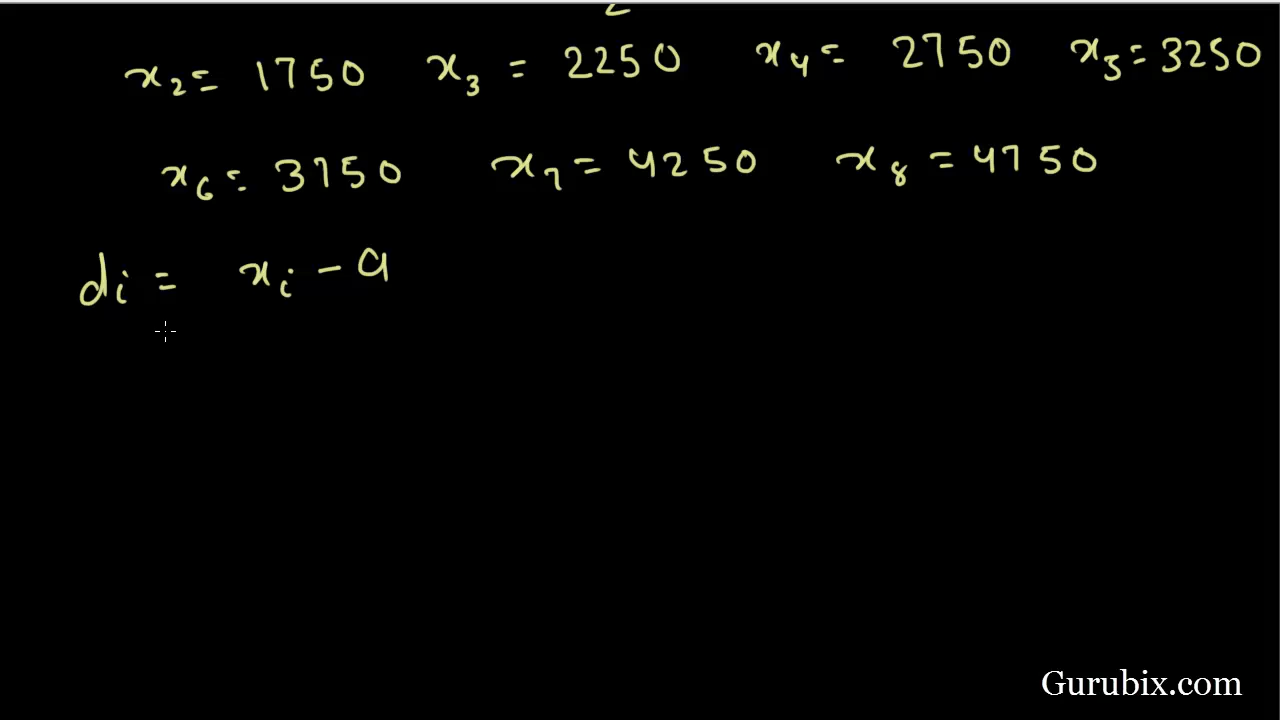 x₂ = 1750 x₃ = 2250 x₄ = 2750 x₅ = 3250
x₆ = 3750 x₇ = 4250 x₈ = 4750
di = xᵢ - a
Gurubix.com